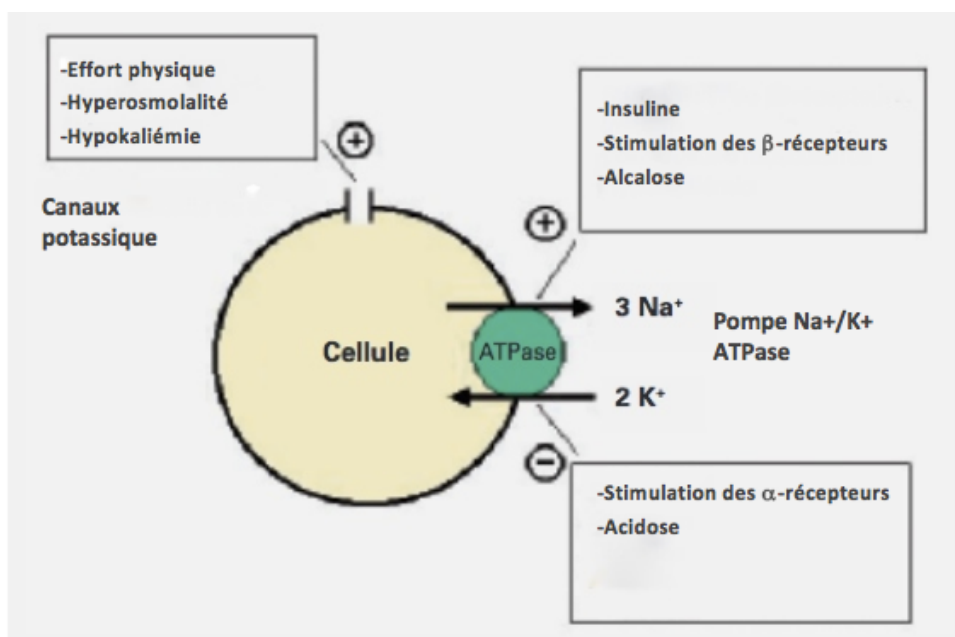 -Effort physique
-Hyperosmolalité
-Hypokaliémie
+
-Insuline
-Stimulation des β-récepteurs
-Alcalose
+
Canaux
potassique
3 Na⁺
Pompe Na+/K+
ATPase
Cellule
ATPase
2 K⁺
−
-Stimulation des α-récepteurs
-Acidose